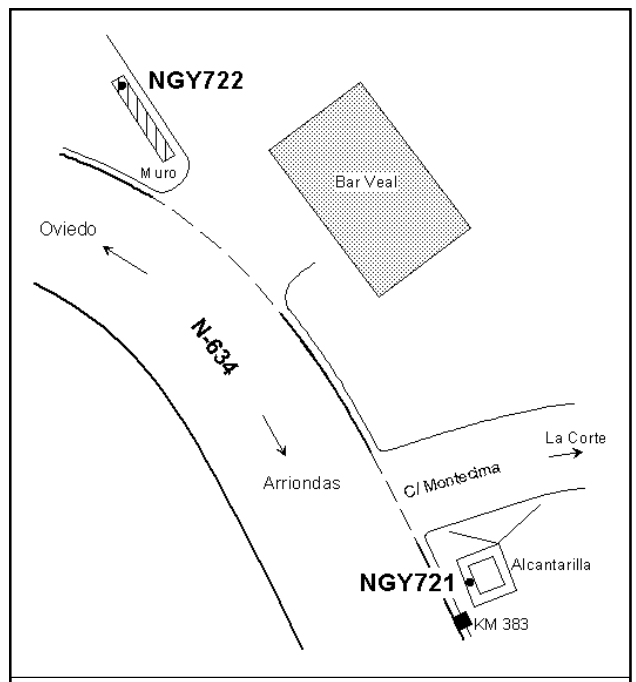 NGY722
Muro
Bar Veal
Oviedo
N-634
La Corte
Arriondas
C/ Montecima
Alcantarilla
NGY721
KM 383